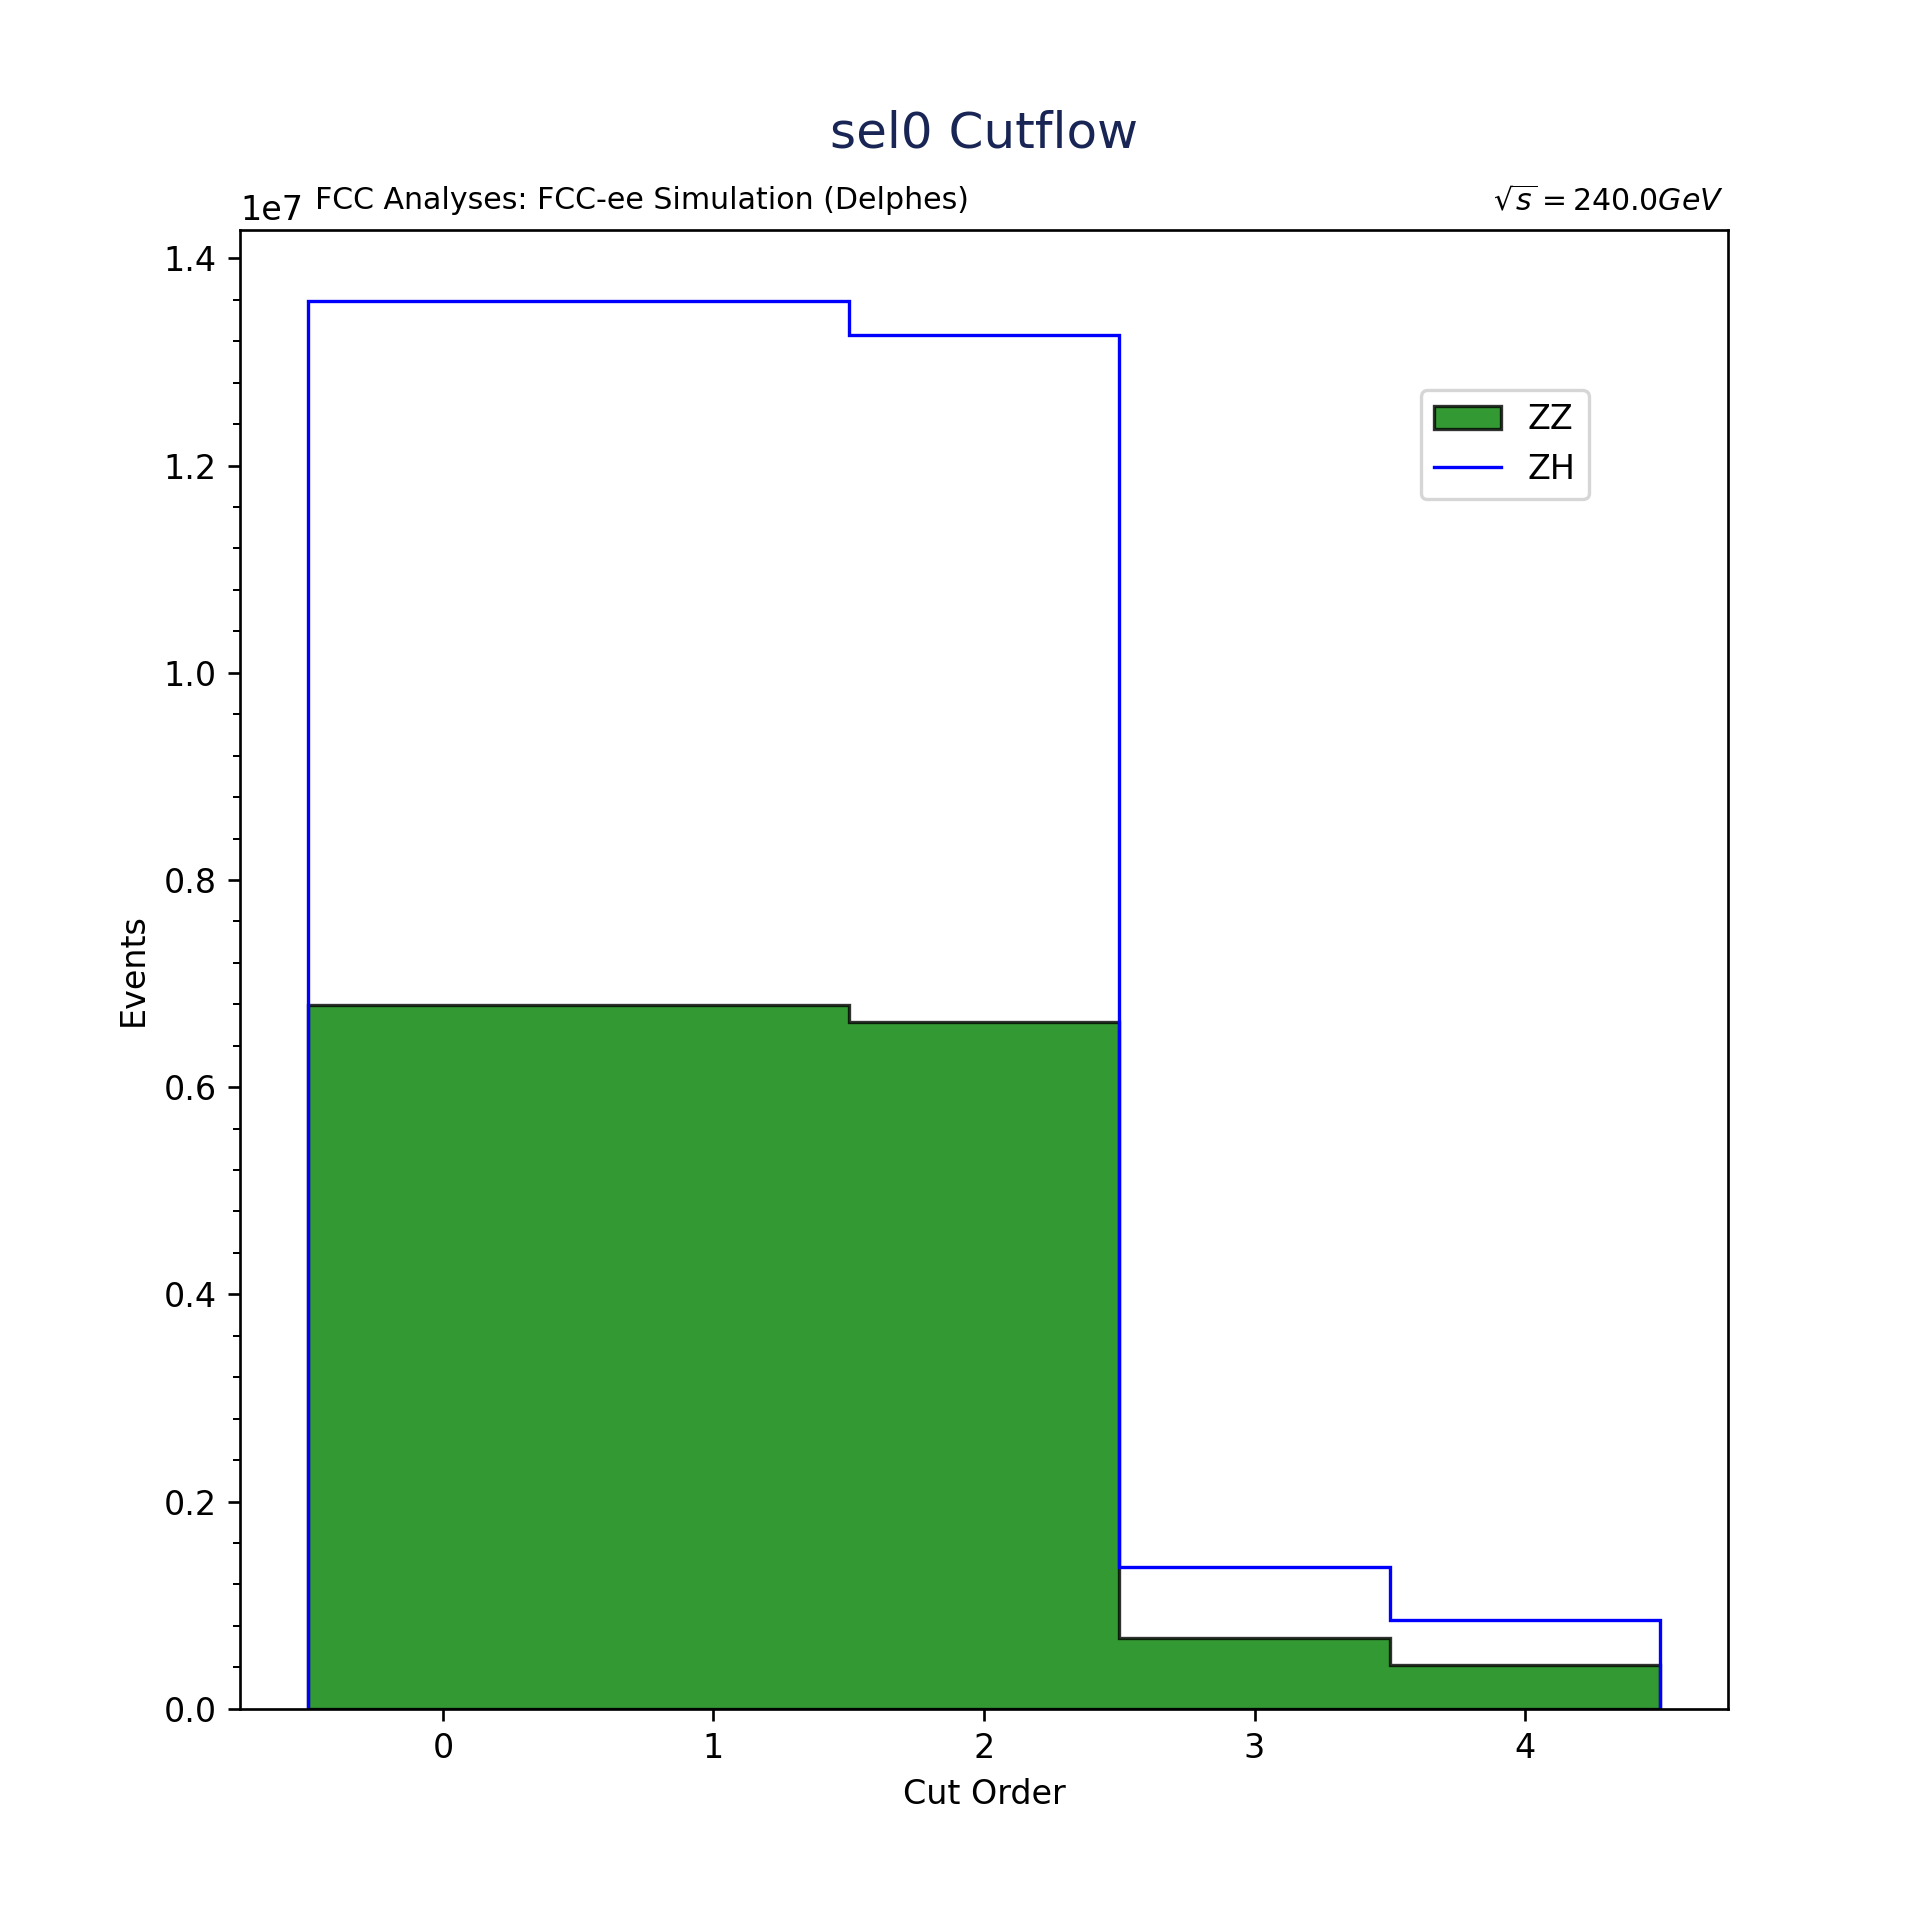 sel0 Cutflow
1e7 FCC Analyses: FCC-ee Simulation (Delphes) √s = 240.0GeV
1.4
1.2
1.0
0.8
0.6
0.4
0.2
0.0
Events
ZZ
ZH
0 1 2 3 4
Cut Order